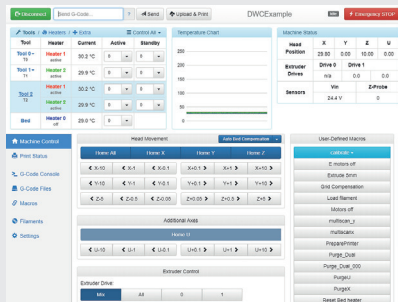 Disconnect Send G-Code... ? Send Upload & Print DWCExample Idle Emergency STOP
Tools / Heaters / + Extra Control All
Tool Heater Current Active Standby
Tool 0 T0 Heater 1 active 30.2 °C 0 0
Heater 2 active 29.9 °C 0 0
Tool 1 T1 Heater 2 active 29.9 °C 0 0
Tool 2 T2 Heater 1 active 30.2 °C 0 0
Heater 2 active 29.9 °C 0 0
Bed Heater 0 off 29.0 °C 0
Temperature Chart
250
200
150
100
50
0
Machine Status
Head Position X Y Z U
20.00 0.00 10.00 0.00
Extruder Drives Drive 0 Drive 1
n/a 0.0 0.0
Sensors Vin Z-Probe
24.4 V 0
Machine Control
Print Status
G-Code Console
G-Code Files
Macros
Filaments
Settings
Head Movement Auto Bed Compensation
Home All Home X Home Y Home Z
X-10 X-1 X-0.1 X+0.1 X+1 X+10
Y-10 Y-1 Y-0.1 Y+0.1 Y+1 Y+10
Z-5 Z-0.5 Z-0.05 Z+0.05 Z+0.5 Z+5
Additional Axes
Home U
U-10 U-1 U-0.1 U+0.1 U+1 U+10
Extruder Control
Extruder Drive:
Mix All 0 1
User-Defined Macros
E motors off
Extrude 5mm
Grid Compensation
Load filament
Motors off
multiscan_y
multiscanx
PreparePrinter
Purge_Dual
Purge_Dual_000
PurgeU
PurgeX
Reset Bed heater